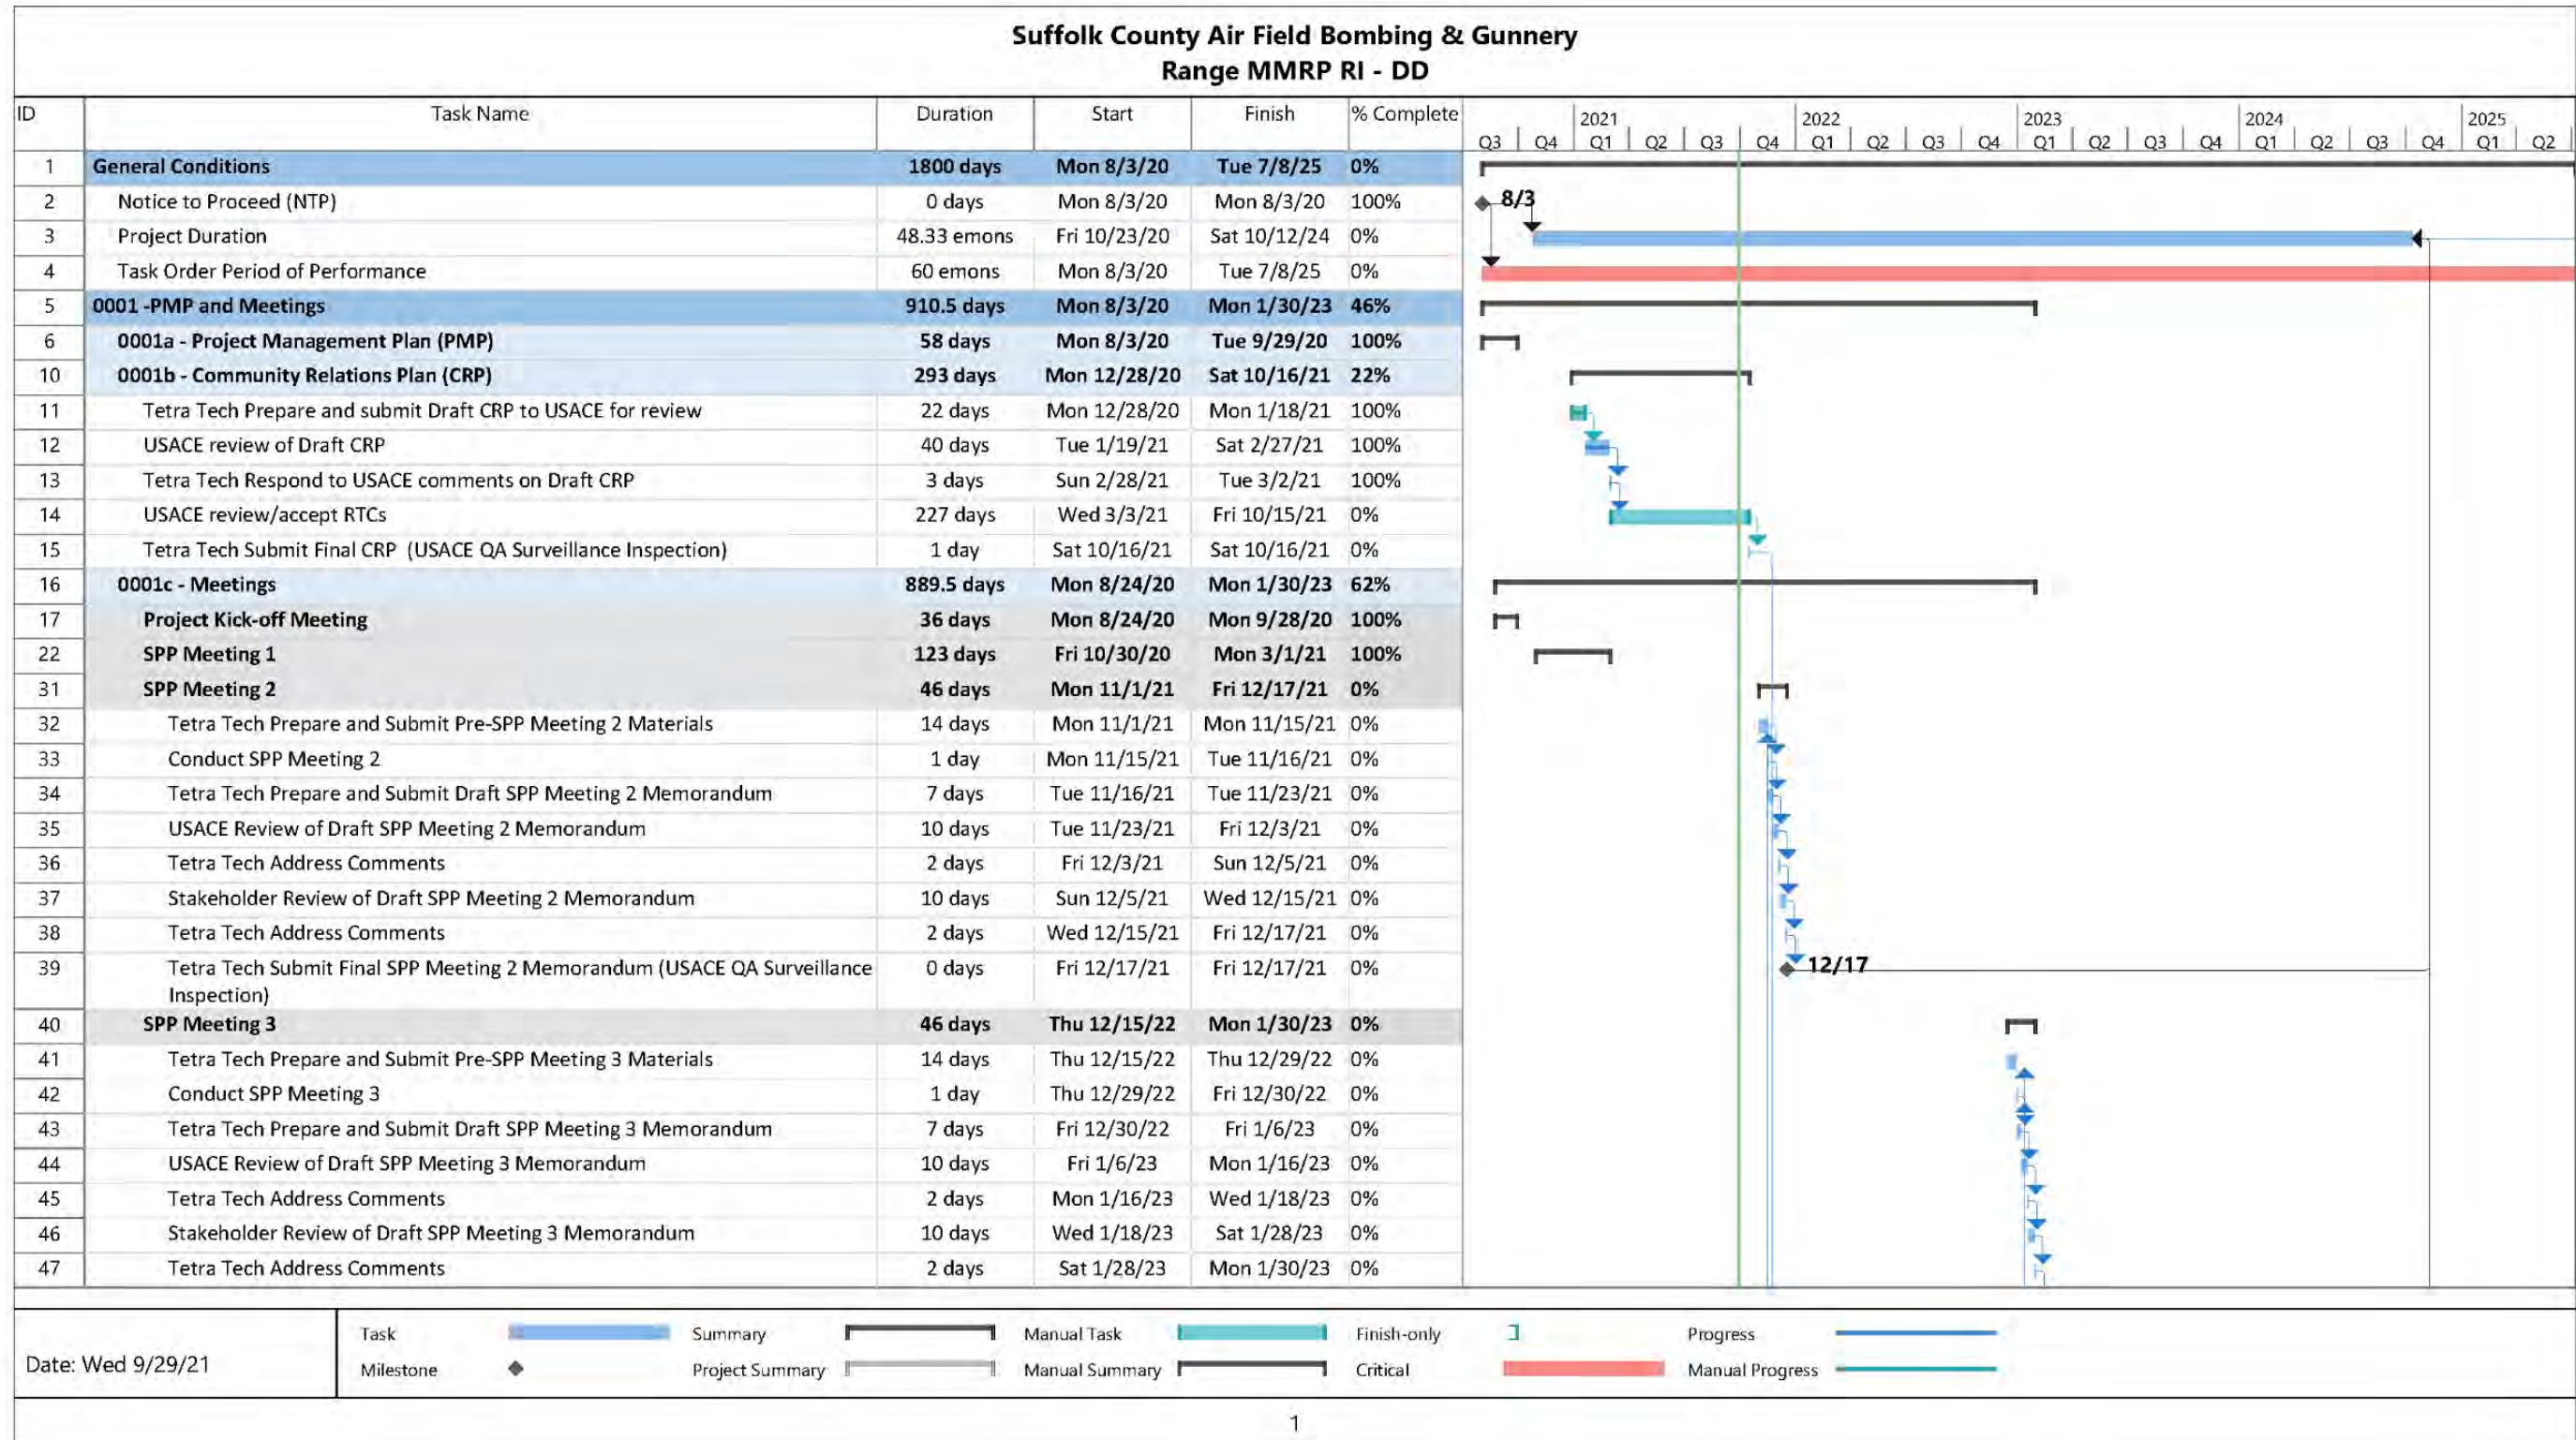 Suffolk County Air Field Bombing & Gunnery
Range MMRP RI - DD
ID Task Name Duration Start Finish % Complete 2021 2022 2023 2024 2025
Q3 Q4 Q1 Q2 Q3 Q4 Q1 Q2 Q3 Q4 Q1 Q2 Q3 Q4 Q1 Q2 Q3 Q4 Q1 Q2
1 General Conditions 1800 days Mon 8/3/20 Tue 7/8/25 0%
2 Notice to Proceed (NTP) 0 days Mon 8/3/20 Mon 8/3/20 100% 8/3
3 Project Duration 48.33 emons Fri 10/23/20 Sat 10/12/24 0%
4 Task Order Period of Performance 60 emons Mon 8/3/20 Tue 7/8/25 0%
5 0001 -PMP and Meetings 910.5 days Mon 8/3/20 Mon 1/30/23 46%
6 0001a - Project Management Plan (PMP) 58 days Mon 8/3/20 Tue 9/29/20 100%
10 0001b - Community Relations Plan (CRP) 293 days Mon 12/28/20 Sat 10/16/21 22%
11 Tetra Tech Prepare and submit Draft CRP to USACE for review 22 days Mon 12/28/20 Mon 1/18/21 100%
12 USACE review of Draft CRP 40 days Tue 1/19/21 Sat 2/27/21 100%
13 Tetra Tech Respond to USACE comments on Draft CRP 3 days Sun 2/28/21 Tue 3/2/21 100%
14 USACE review/accept RTCs 227 days Wed 3/3/21 Fri 10/15/21 0%
15 Tetra Tech Submit Final CRP (USACE QA Surveillance Inspection) 1 day Sat 10/16/21 Sat 10/16/21 0%
16 0001c - Meetings 889.5 days Mon 8/24/20 Mon 1/30/23 62%
17 Project Kick-off Meeting 36 days Mon 8/24/20 Mon 9/28/20 100%
22 SPP Meeting 1 123 days Fri 10/30/20 Mon 3/1/21 100%
31 SPP Meeting 2 46 days Mon 11/1/21 Fri 12/17/21 0%
32 Tetra Tech Prepare and Submit Pre-SPP Meeting 2 Materials 14 days Mon 11/1/21 Mon 11/15/21 0%
33 Conduct SPP Meeting 2 1 day Mon 11/15/21 Tue 11/16/21 0%
34 Tetra Tech Prepare and Submit Draft SPP Meeting 2 Memorandum 7 days Tue 11/16/21 Tue 11/23/21 0%
35 USACE Review of Draft SPP Meeting 2 Memorandum 10 days Tue 11/23/21 Fri 12/3/21 0%
36 Tetra Tech Address Comments 2 days Fri 12/3/21 Sun 12/5/21 0%
37 Stakeholder Review of Draft SPP Meeting 2 Memorandum 10 days Sun 12/5/21 Wed 12/15/21 0%
38 Tetra Tech Address Comments 2 days Wed 12/15/21 Fri 12/17/21 0%
39 Tetra Tech Submit Final SPP Meeting 2 Memorandum (USACE QA Surveillance 0 days Fri 12/17/21 Fri 12/17/21 0% 12/17
Inspection)
40 SPP Meeting 3 46 days Thu 12/15/22 Mon 1/30/23 0%
41 Tetra Tech Prepare and Submit Pre-SPP Meeting 3 Materials 14 days Thu 12/15/22 Thu 12/29/22 0%
42 Conduct SPP Meeting 3 1 day Thu 12/29/22 Fri 12/30/22 0%
43 Tetra Tech Prepare and Submit Draft SPP Meeting 3 Memorandum 7 days Fri 12/30/22 Fri 1/6/23 0%
44 USACE Review of Draft SPP Meeting 3 Memorandum 10 days Fri 1/6/23 Mon 1/16/23 0%
45 Tetra Tech Address Comments 2 days Mon 1/16/23 Wed 1/18/23 0%
46 Stakeholder Review of Draft SPP Meeting 3 Memorandum 10 days Wed 1/18/23 Sat 1/28/23 0%
47 Tetra Tech Address Comments 2 days Sat 1/28/23 Mon 1/30/23 0%
Task Summary Manual Task Finish-only Progress
Date: Wed 9/29/21
Milestone Project Summary Manual Summary Critical Manual Progress
1